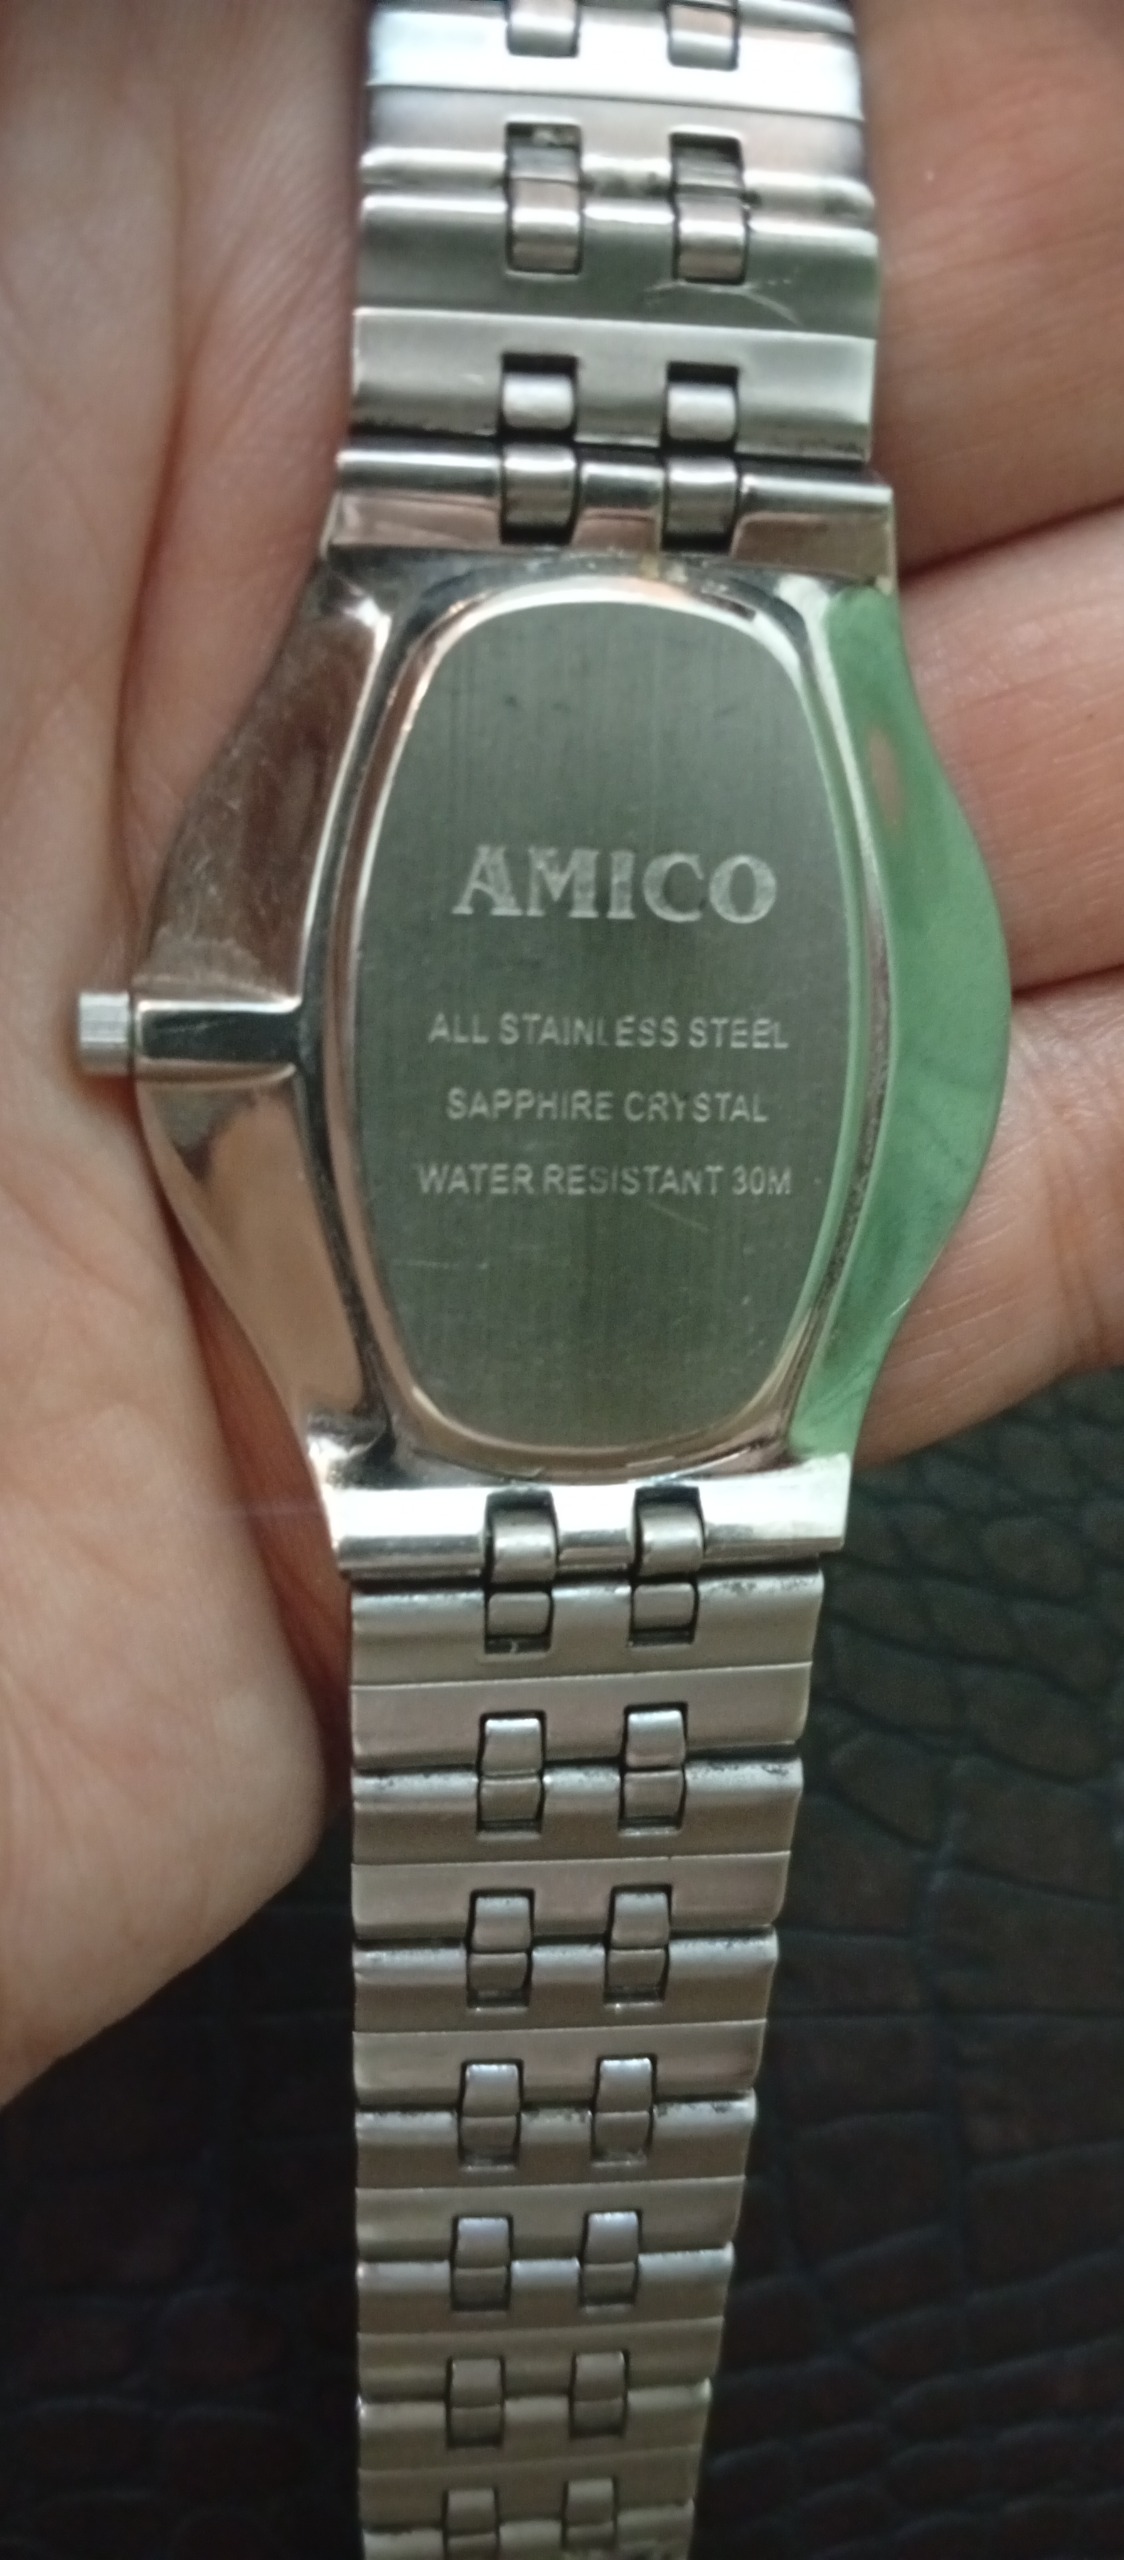 AMICO
ALL STAINLESS STEEL
SAPPHIRE CRYSTAL
WATER RESISTANT 30M